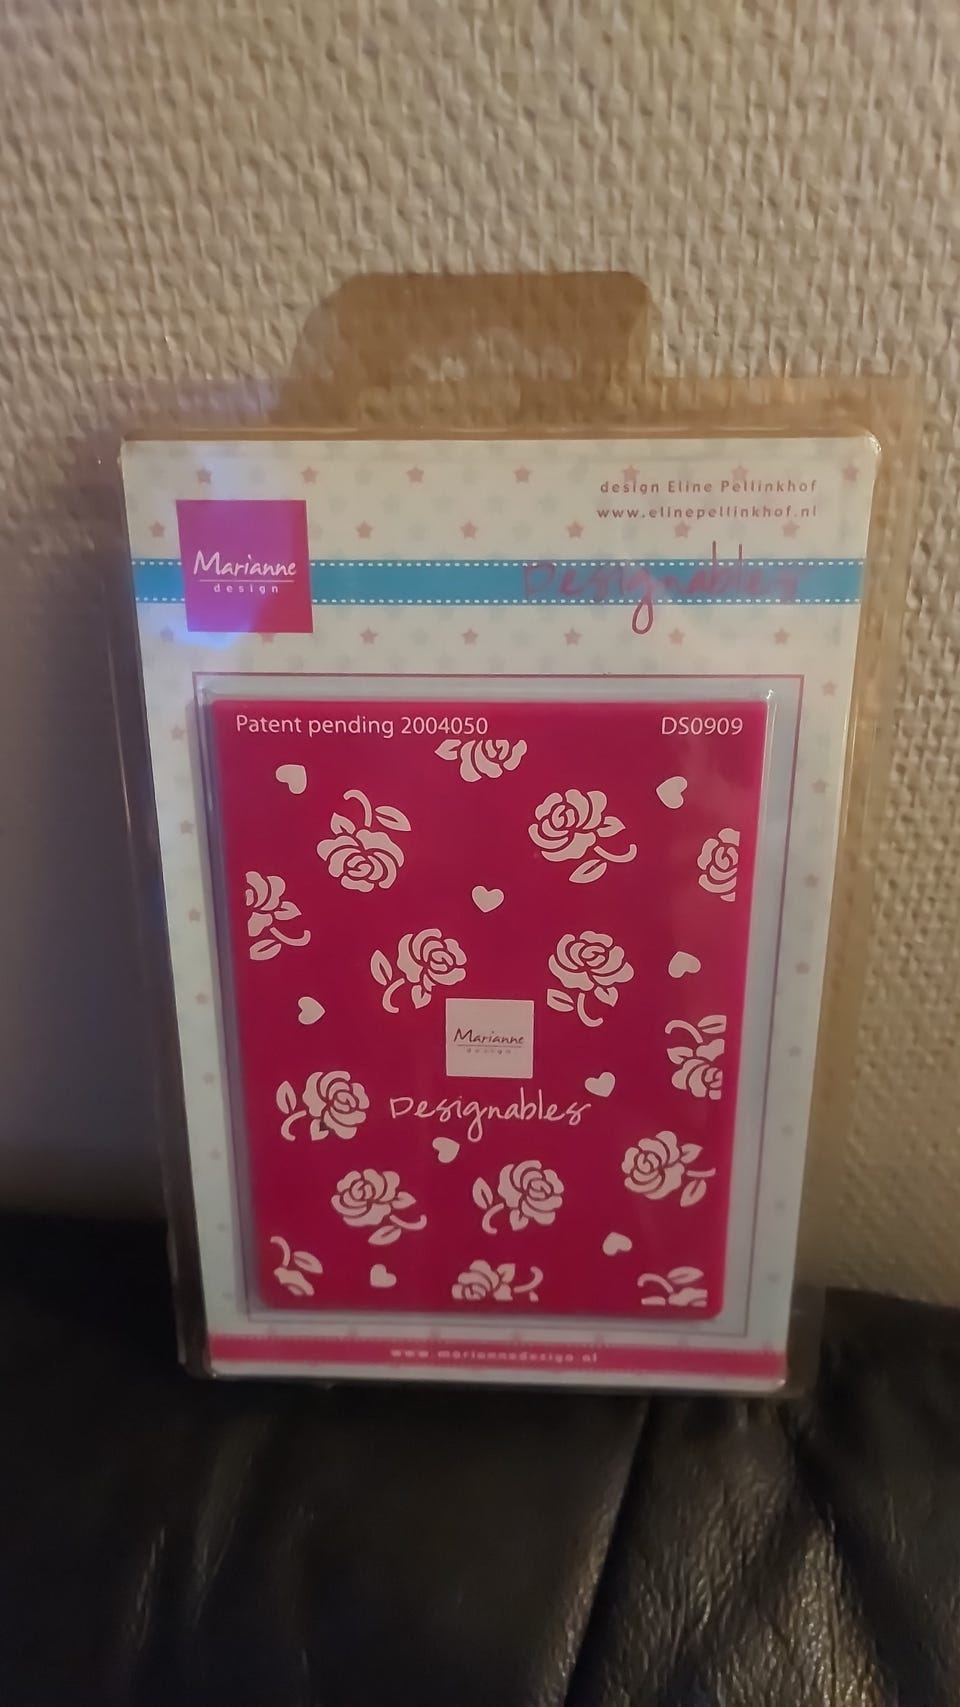 design Eline Pellinkhof
www.elinepellinkhof.nl
Marianne
design
Designables
Patent pending 2004050
DS0909
Marianne
design
Designables
www.mariannedesign.nl